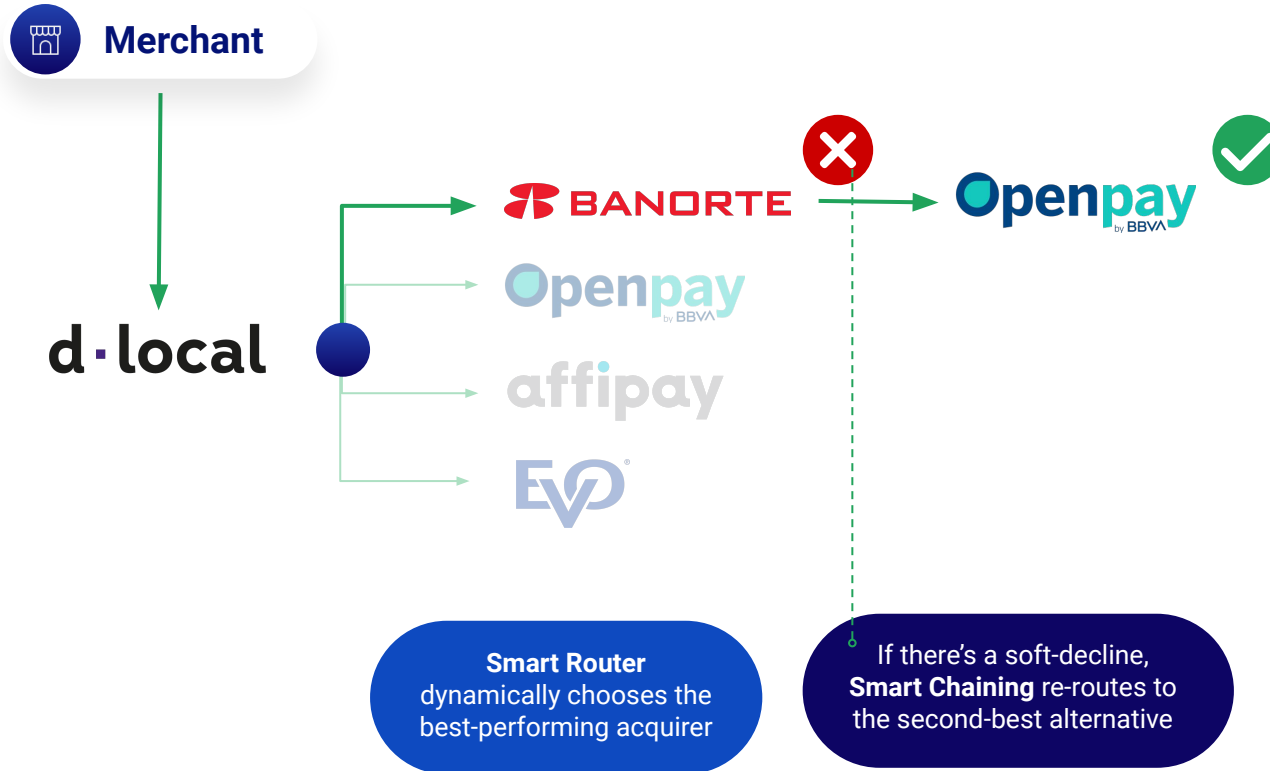 Merchant
BANORTE
Openpay
by BBVA
Openpay
by BBVA
d·local
affipay
EVO®
Smart Router
dynamically chooses the
best-performing acquirer
If there's a soft-decline,
Smart Chaining re-routes to
the second-best alternative